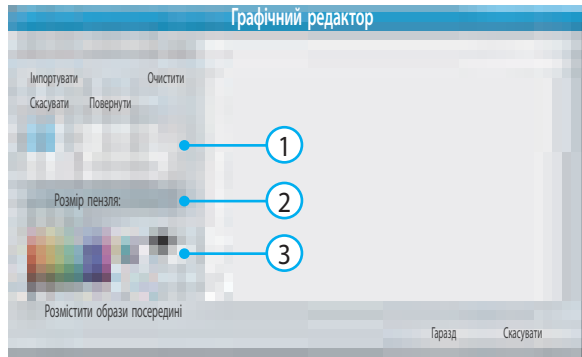 Графічний редактор
Імпортувати Очистити
Скасувати Повернути
1
Розмір пензля:
2
3
Розмістити образи посередині
Гаразд Скасувати